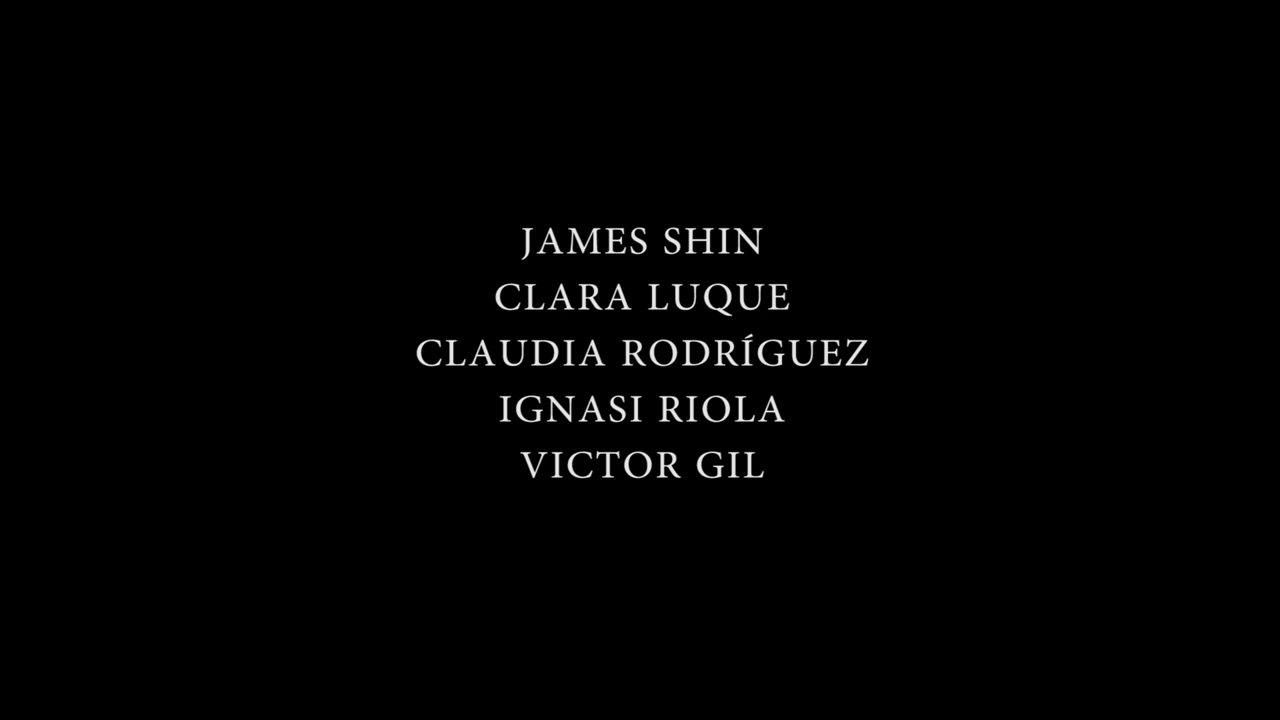 JAMES SHIN
CLARA LUQUE
CLAUDIA RODRÍGUEZ
IGNASI RIOLA
VICTOR GIL